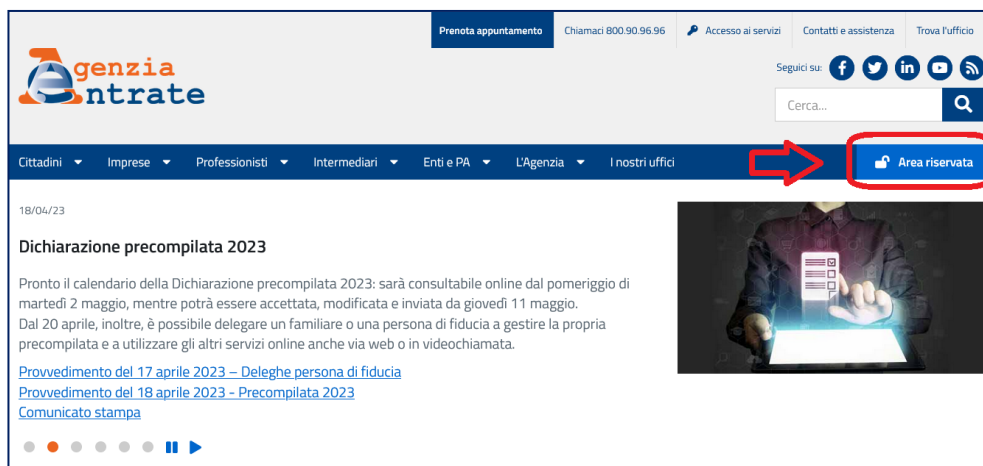 Prenota appuntamento Chiamaci 800.90.96.96 Accesso ai servizi Contatti e assistenza Trova l'ufficio
Agenzia
Entrate
Seguici su:
Cerca...
Cittadini Imprese Professionisti Intermediari Enti e PA L'Agenzia I nostri uffici Area riservata
18/04/23
Dichiarazione precompilata 2023
Pronto il calendario della Dichiarazione precompilata 2023: sarà consultabile online dal pomeriggio di
martedì 2 maggio, mentre potrà essere accettata, modificata e inviata da giovedì 11 maggio.
Dal 20 aprile, inoltre, è possibile delegare un familiare o una persona di fiducia a gestire la propria
precompilata e a utilizzare gli altri servizi online anche via web o in videochiamata.
Provvedimento del 17 aprile 2023 – Deleghe persona di fiducia
Provvedimento del 18 aprile 2023 - Precompilata 2023
Comunicato stampa